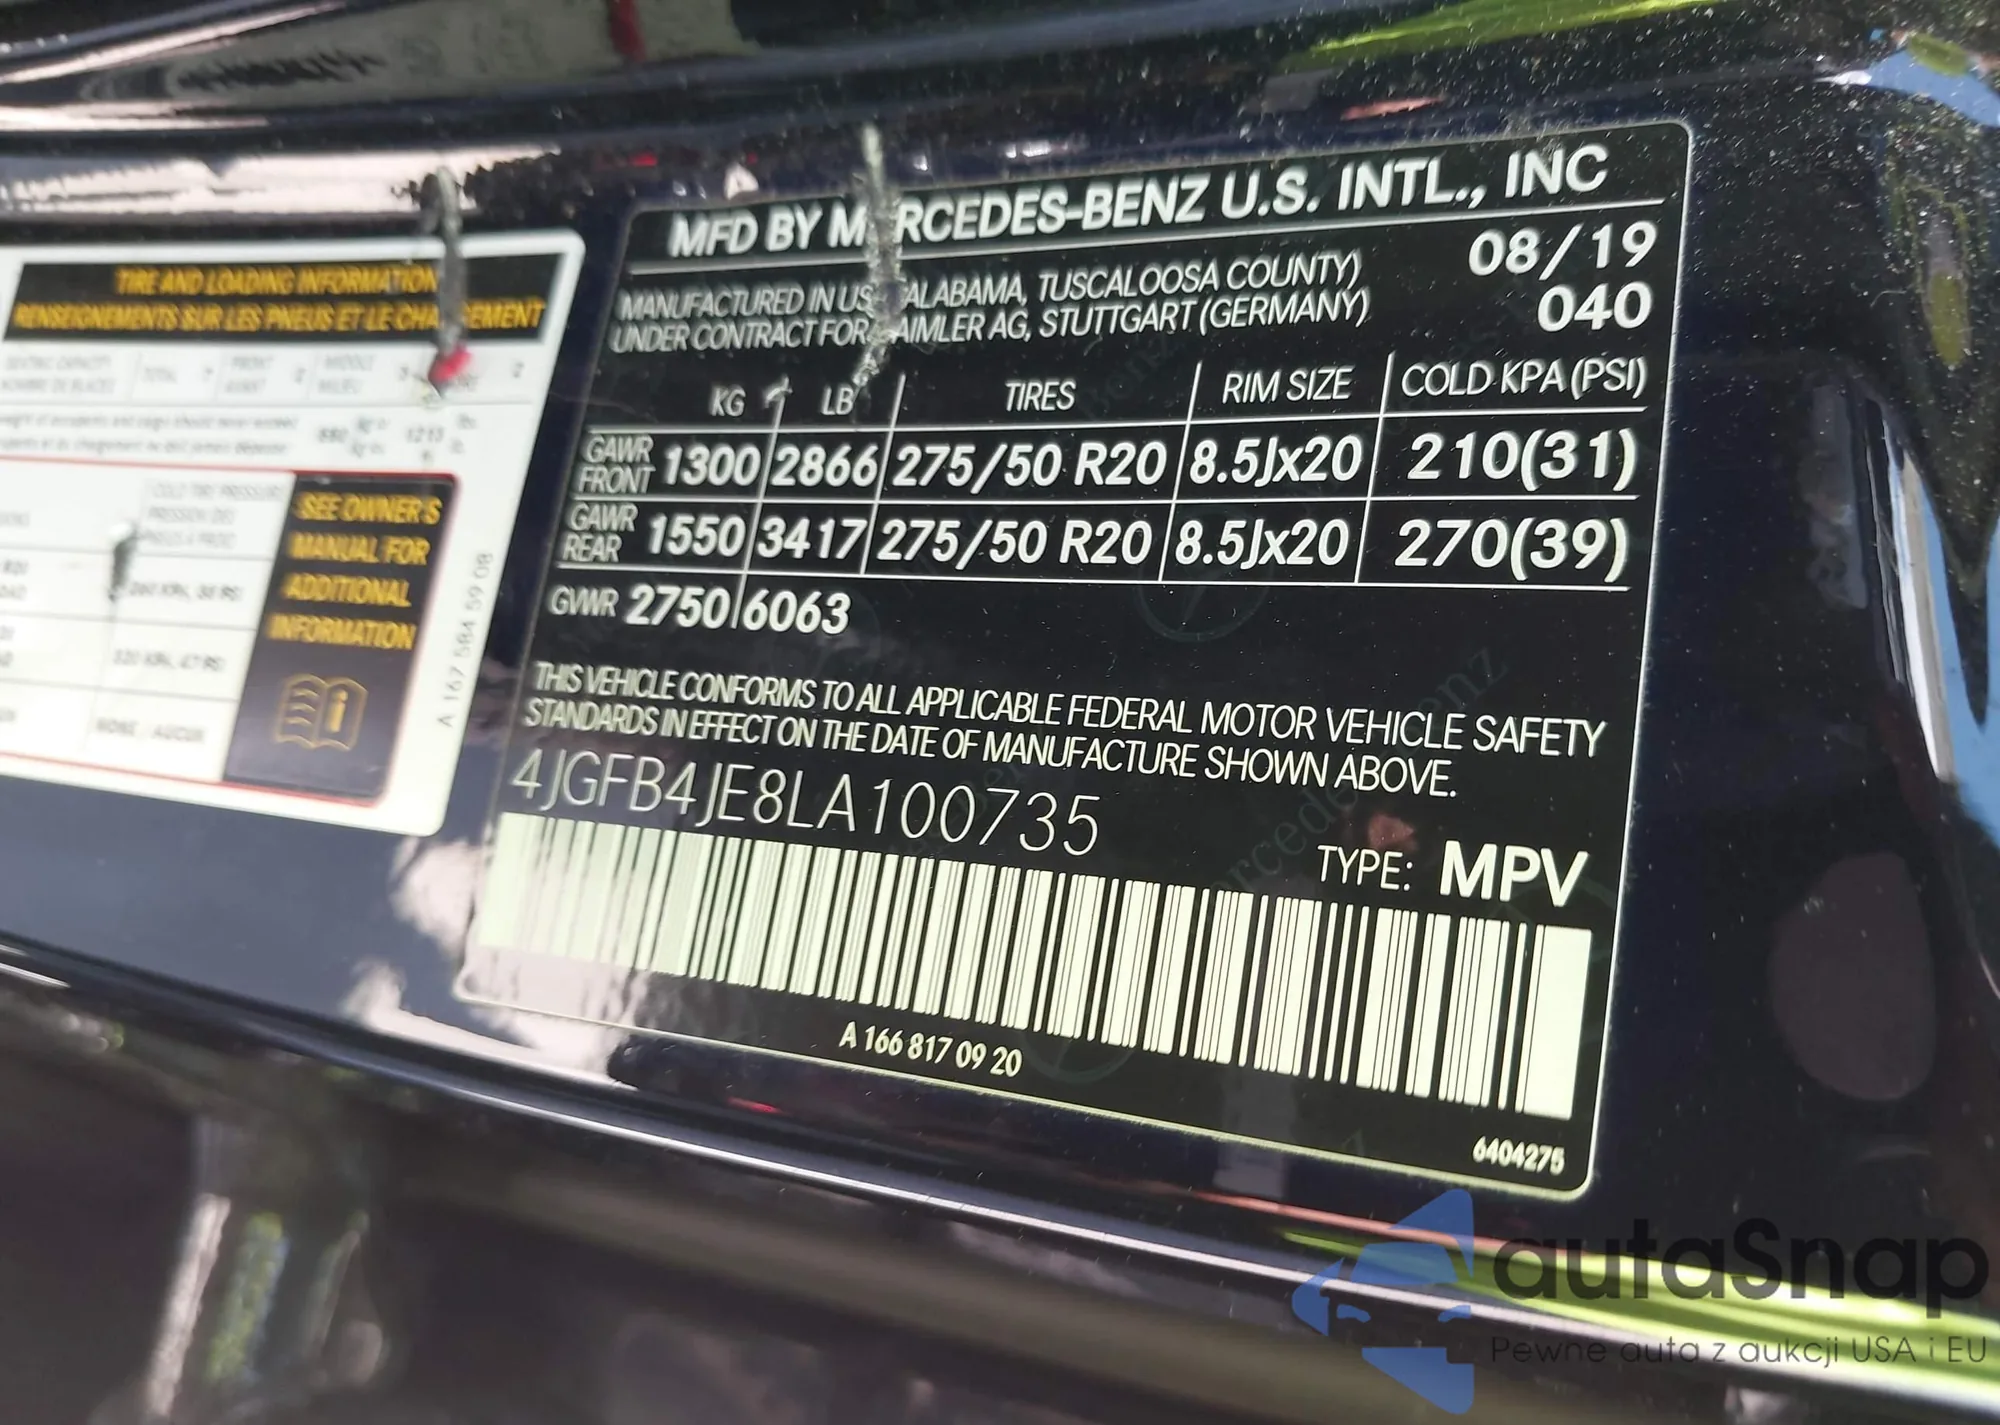 TIRE AND LOADING INFORMATION
RENSEIGNEMENTS SUR LES PNEUS ET LE CHA GEMENT
SEE OWNER'S
MANUAL FOR
ADDITIONAL
INFORMATION
A 167 584 59 08
MFD BY M RCEDES-BENZ U.S. INTL., INC
MANUFACTURED IN US ALABAMA, TUSCALOOSA COUNTY) 08/19
UNDER CONTRACT FOR AIMLER AG, STUTTGART (GERMANY) 040
KG LB TIRES RIM SIZE COLD KPA (PSI)
GAWR FRONT 1300 2866 275/50 R20 8.5Jx20 210(31)
GAWR REAR 1550 3417 275/50 R20 8.5Jx20 270(39)
GVWR 2750 6063
THIS VEHICLE CONFORMS TO ALL APPLICABLE FEDERAL MOTOR VEHICLE SAFETY
STANDARDS IN EFFECT ON THE DATE OF MANUFACTURE SHOWN ABOVE.
4JGFB4JE8LA100735
TYPE: MPV
A 166 817 09 20
6404275
autaSnap
Pewne auta z aukcji USA i EU